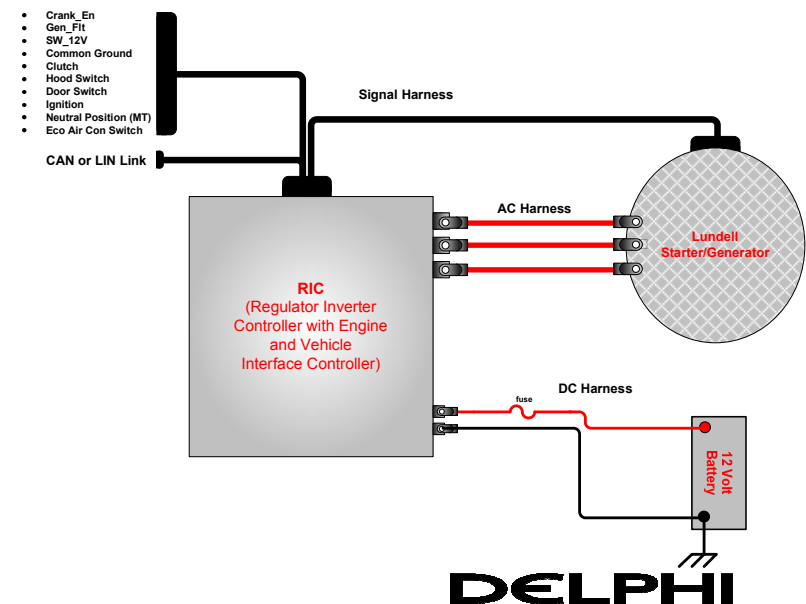 Crank_En
Gen_Flt
SW_12V
Common Ground
Clutch
Hood Switch
Door Switch
Ignition
Neutral Position (MT)
Eco Air Con Switch
CAN or LIN Link
Signal Harness
AC Harness
Lundell
Starter/Generator
RIC
(Regulator Inverter
Controller with Engine
and Vehicle
Interface Controller)
DC Harness
fuse
12 Volt
Battery
DELPHI